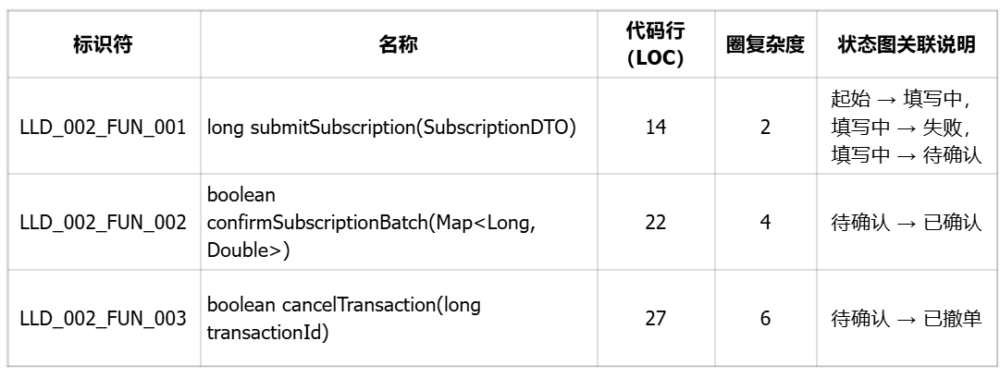 标识符
名称
代码行
（LOC）
圈复杂度
状态图关联说明
LLD_002_FUN_001
long submitSubscription(SubscriptionDTO)
14
2
起始 → 填写中，
填写中 → 失败，
填写中 → 待确认
LLD_002_FUN_002
boolean
confirmSubscriptionBatch(Map<Long,
Double>)
22
4
待确认 → 已确认
LLD_002_FUN_003
boolean cancelTransaction(long
transactionId)
27
6
待确认 → 已撤单